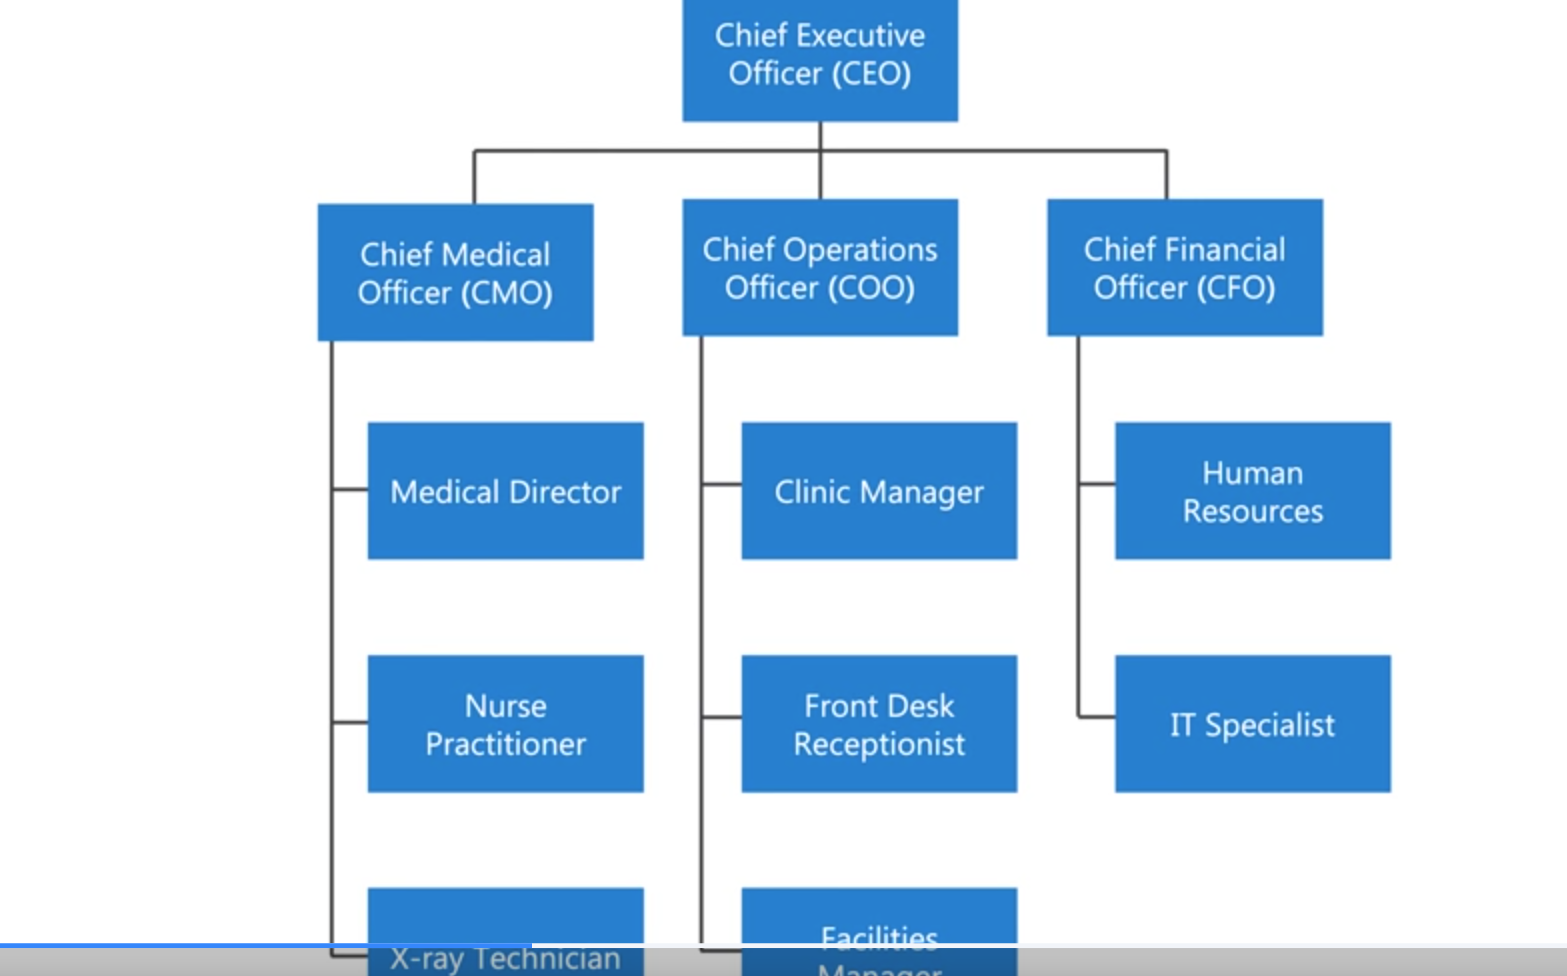 Chief Executive
Officer (CEO)
Chief Medical
Officer (CMO)
Chief Operations
Officer (COO)
Chief Financial
Officer (CFO)
Medical Director
Clinic Manager
Human
Resources
Nurse
Practitioner
Front Desk
Receptionist
IT Specialist
X-ray Technician
Facilities
Manager